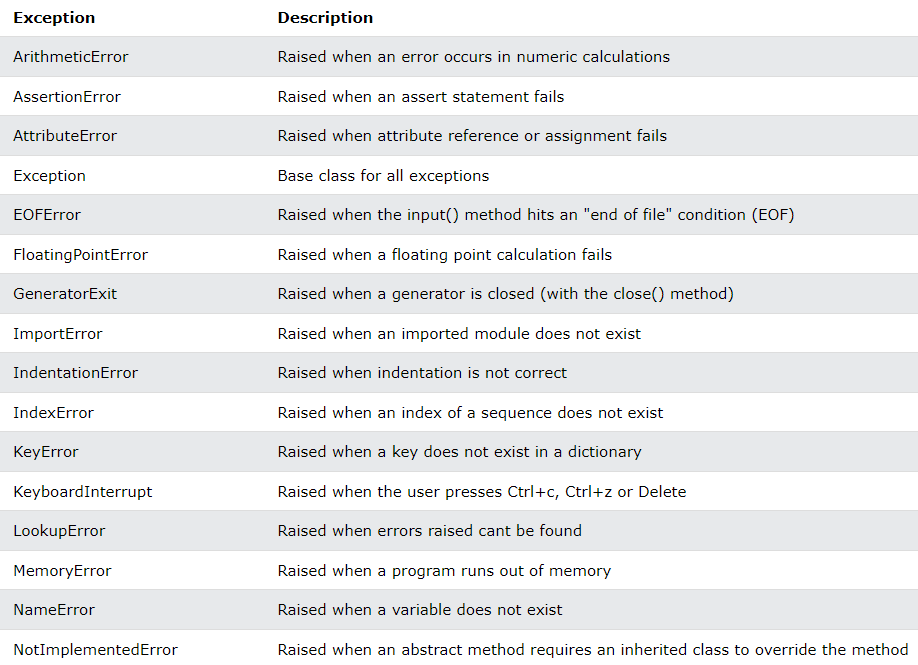 Exception Description
ArithmeticError Raised when an error occurs in numeric calculations
AssertionError Raised when an assert statement fails
AttributeError Raised when attribute reference or assignment fails
Exception Base class for all exceptions
EOFError Raised when the input() method hits an "end of file" condition (EOF)
FloatingPointError Raised when a floating point calculation fails
GeneratorExit Raised when a generator is closed (with the close() method)
ImportError Raised when an imported module does not exist
IndentationError Raised when indentation is not correct
IndexError Raised when an index of a sequence does not exist
KeyError Raised when a key does not exist in a dictionary
KeyboardInterrupt Raised when the user presses Ctrl+c, Ctrl+z or Delete
LookupError Raised when errors raised cant be found
MemoryError Raised when a program runs out of memory
NameError Raised when a variable does not exist
NotImplementedError Raised when an abstract method requires an inherited class to override the method